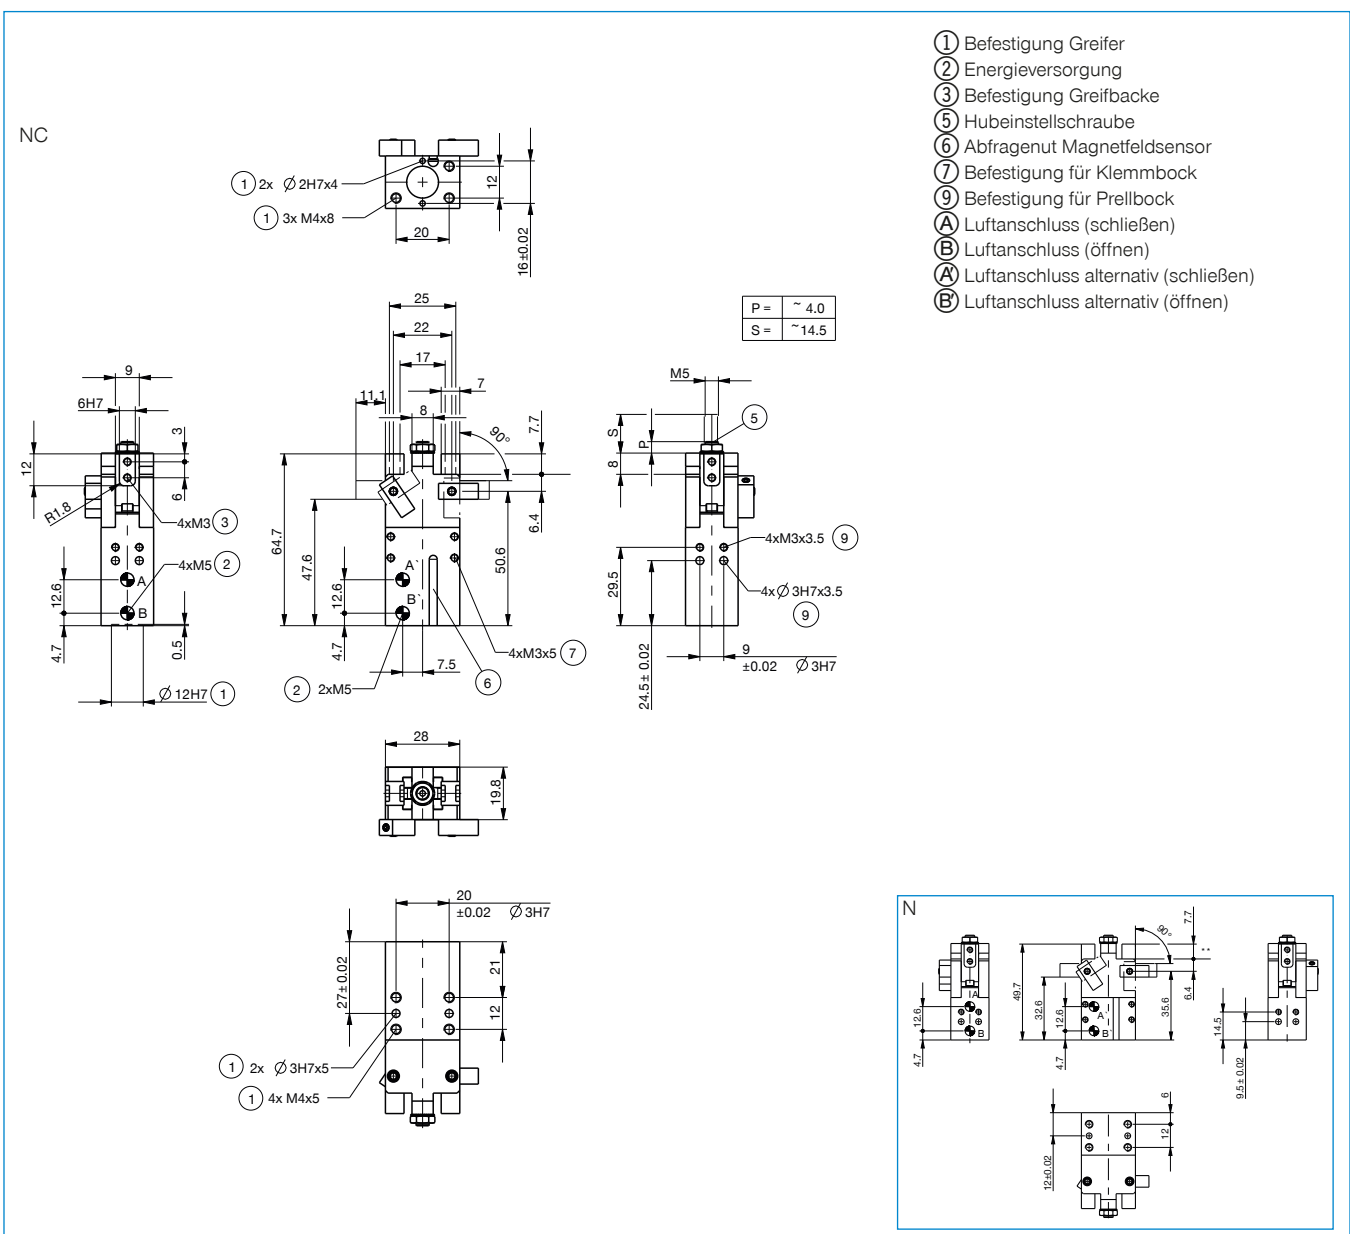 ① Befestigung Greifer
② Energieversorgung
③ Befestigung Greifbacke
⑤ Hubeinstellschraube
⑥ Abfragenut Magnetfeldsensor
⑦ Befestigung für Klemmbock
⑨ Befestigung für Prellbock
Ⓐ Luftanschluss (schließen)
Ⓑ Luftanschluss (öffnen)
A' Luftanschluss alternativ (schließen)
B' Luftanschluss alternativ (öffnen)
NC
① 2x Ø 2H7x4
① 3x M4x8
20
12
16±0.02
P = ~ 4.0
S = ~14.5
9
6H7
3
12
6
R1.8
4xM3 ③
4xM5 ②
A
B
12.6
4.7
0.5
Ø 12H7 ①
25
22
17
7
11.1
8
90°
7.7
6.4
64.7
47.6
50.6
12.6
4.7
A`
B`
7.5
② 2xM5
⑥
4xM3x5 ⑦
M5
⑤
S
P
8
4xM3x3.5 ⑨
4x Ø 3H7x3.5
⑨
29.5
24.5± 0.02
9
±0.02 Ø 3H7
28
19.8
20
±0.02 Ø 3H7
27±0.02
21
12
① 2x Ø 3H7x5
① 4x M4x5
N
A
B
12.6
4.7
49.7
32.6
12.6
4.7
A`
B`
90°
7.7
6.4
35.6
14.5
9.5± 0.02
6
12
12±0.02